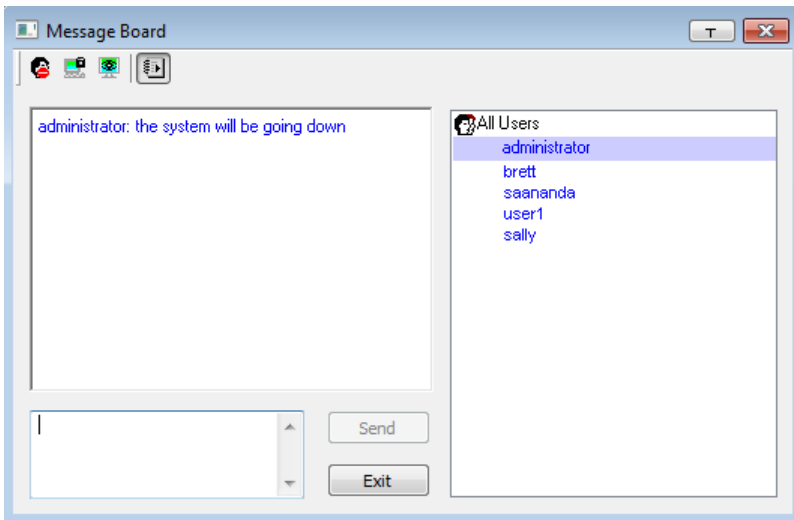 Message Board
T
administrator: the system will be going down
All Users
administrator
brett
saananda
user1
sally
Send
Exit